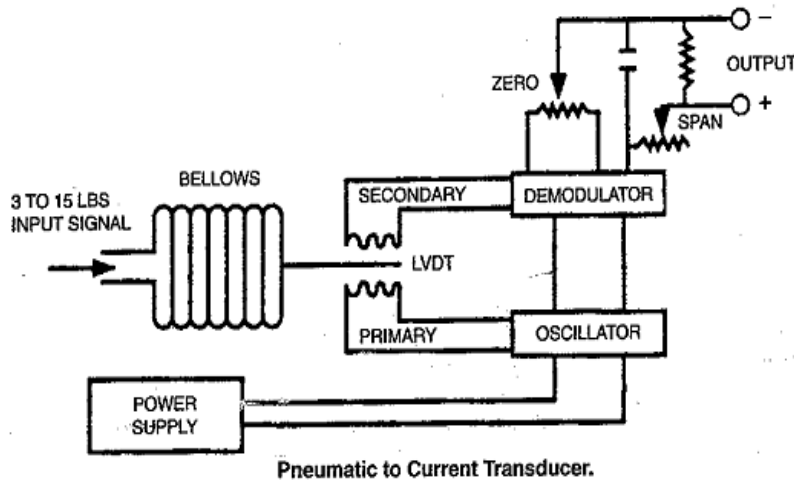 −
OUTPUT
+
ZERO
SPAN
BELLOWS
SECONDARY
DEMODULATOR
3 TO 15 LBS
INPUT SIGNAL
LVDT
PRIMARY
OSCILLATOR
POWER
SUPPLY
Pneumatic to Current Transducer.